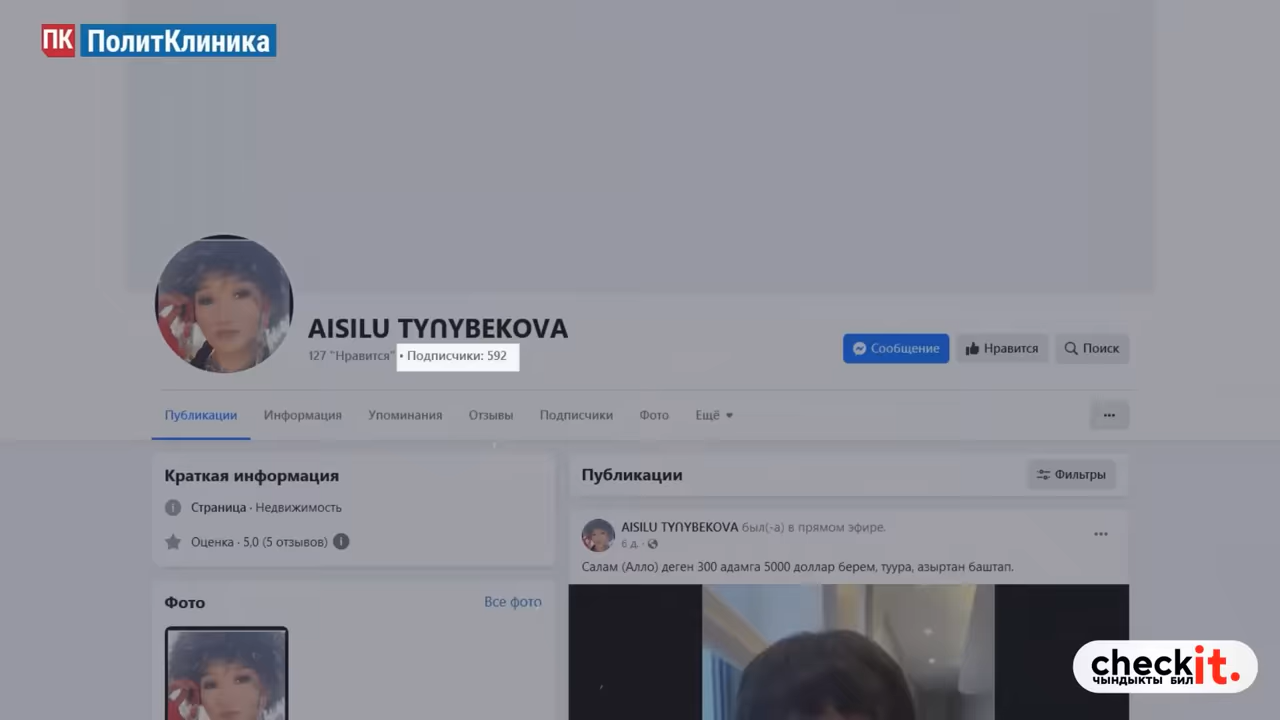 ПК ПолитКлиника
AISILU TYՈYBEKOVA
127 "Нравится" • Подписчики: 592
Сообщение
Нравится
Поиск
Публикации Информация Упоминания Отзывы Подписчики Фото Ещё
Краткая информация
Страница · Недвижимость
Оценка · 5,0 (5 отзывов)
Фото
Все фото
Публикации
Фильтры
AISILU TYՈYBEKOVA был(-а) в прямом эфире.
6 д. ·
Салам (Алло) деген 300 адамга 5000 доллар берем, туура, азыртан баштап.
checkit.
чындыкты бил